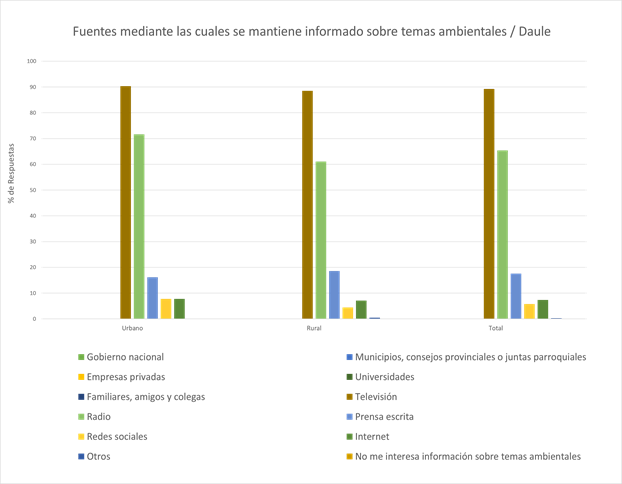 Fuentes mediante las cuales se mantiene informado sobre temas ambientales / Daule
% de Respuestas
100
90
80
70
60
50
40
30
20
10
0
Urbano Rural Total
Gobierno nacional Municipios, consejos provinciales o juntas parroquiales
Empresas privadas Universidades
Familiares, amigos y colegas Televisión
Radio Prensa escrita
Redes sociales Internet
Otros No me interesa información sobre temas ambientales